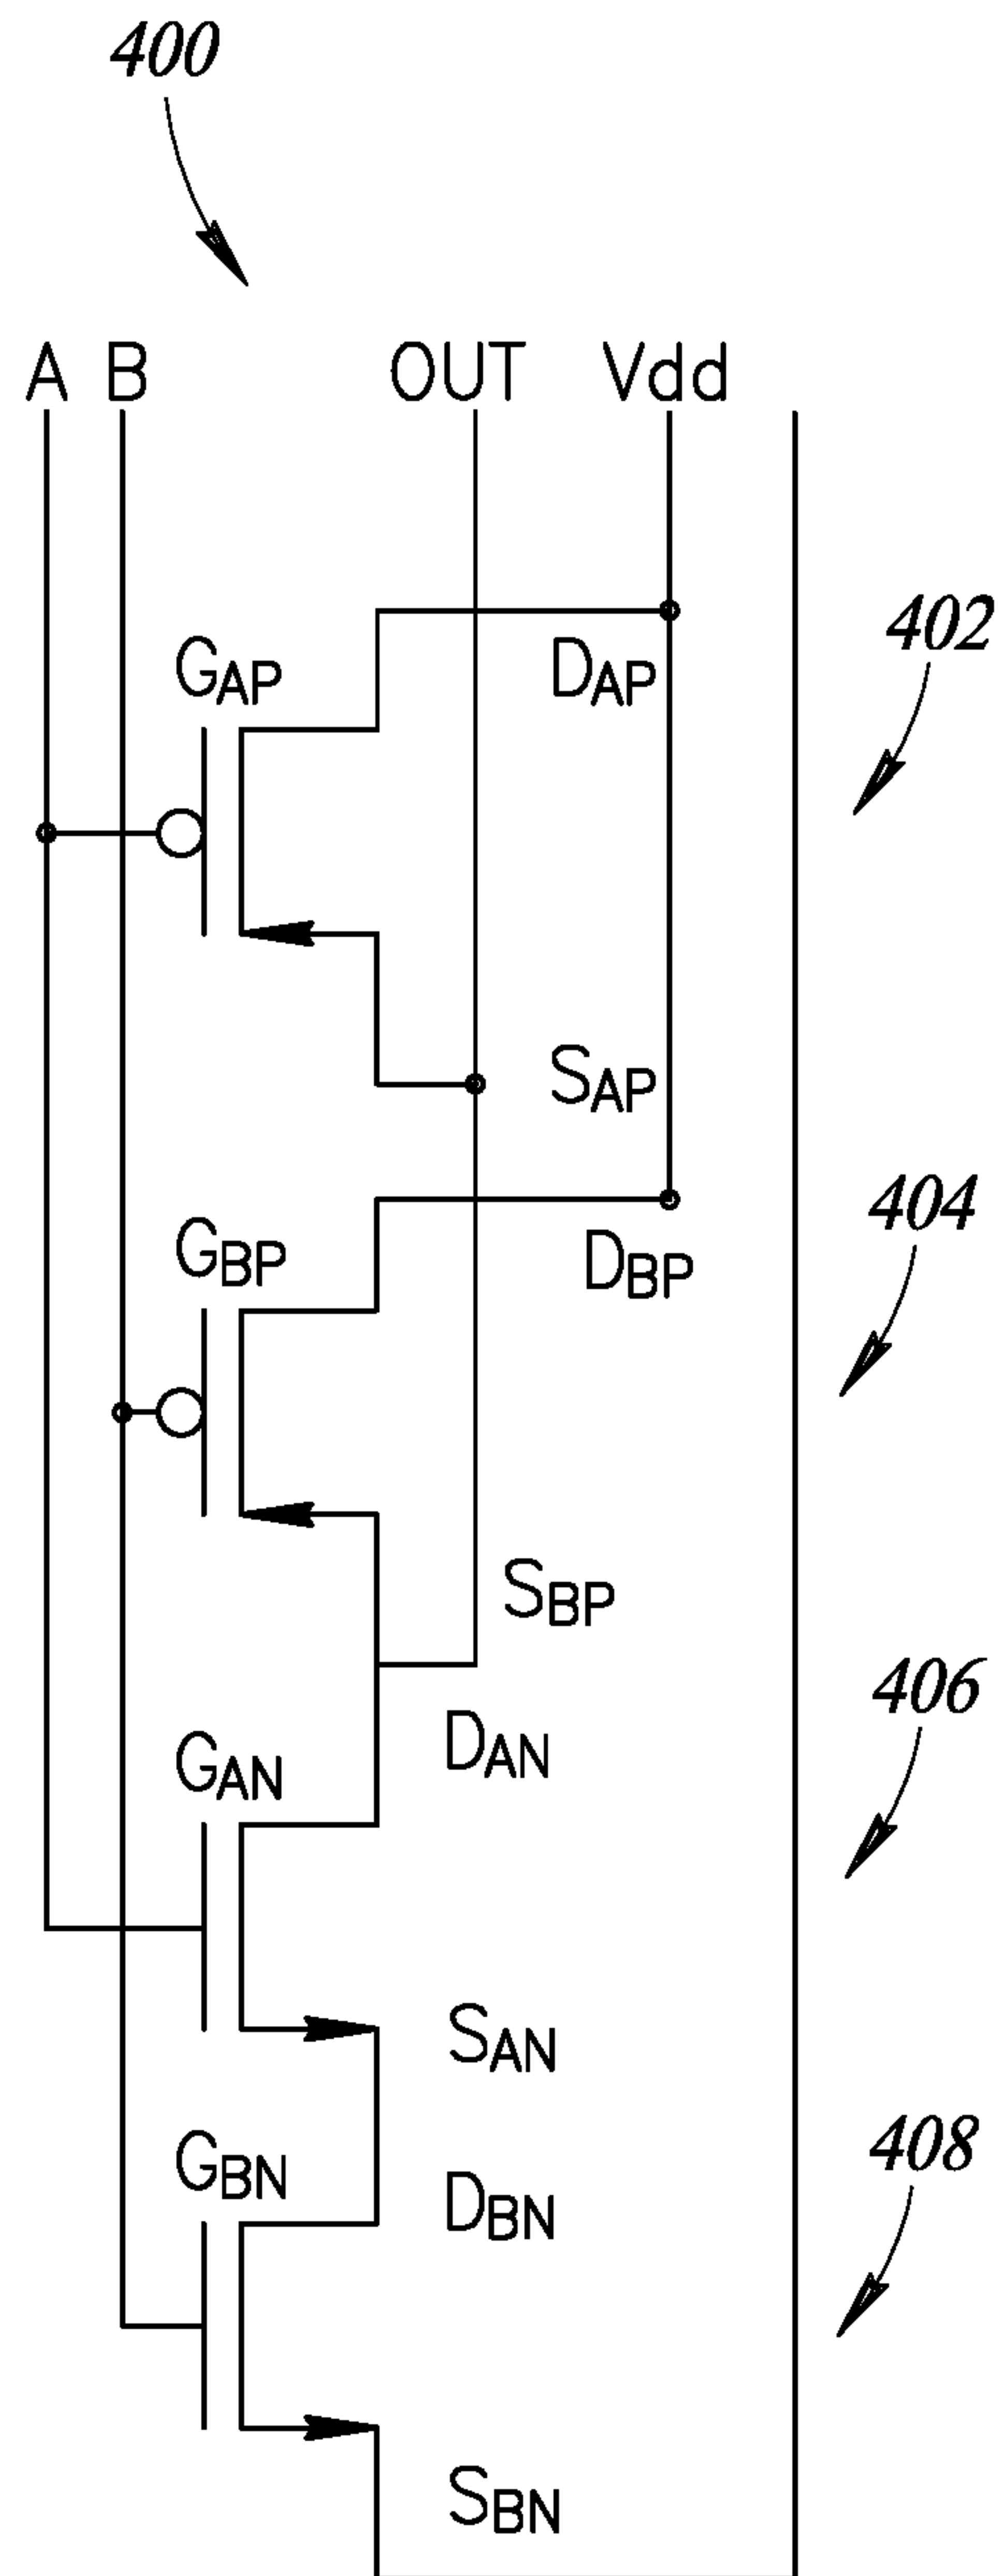 400
A B OUT Vdd
402
GAP DAP
SAP
404
GBP DBP
SBP
406
GAN DAN
SAN
408
GBN DBN
SBN